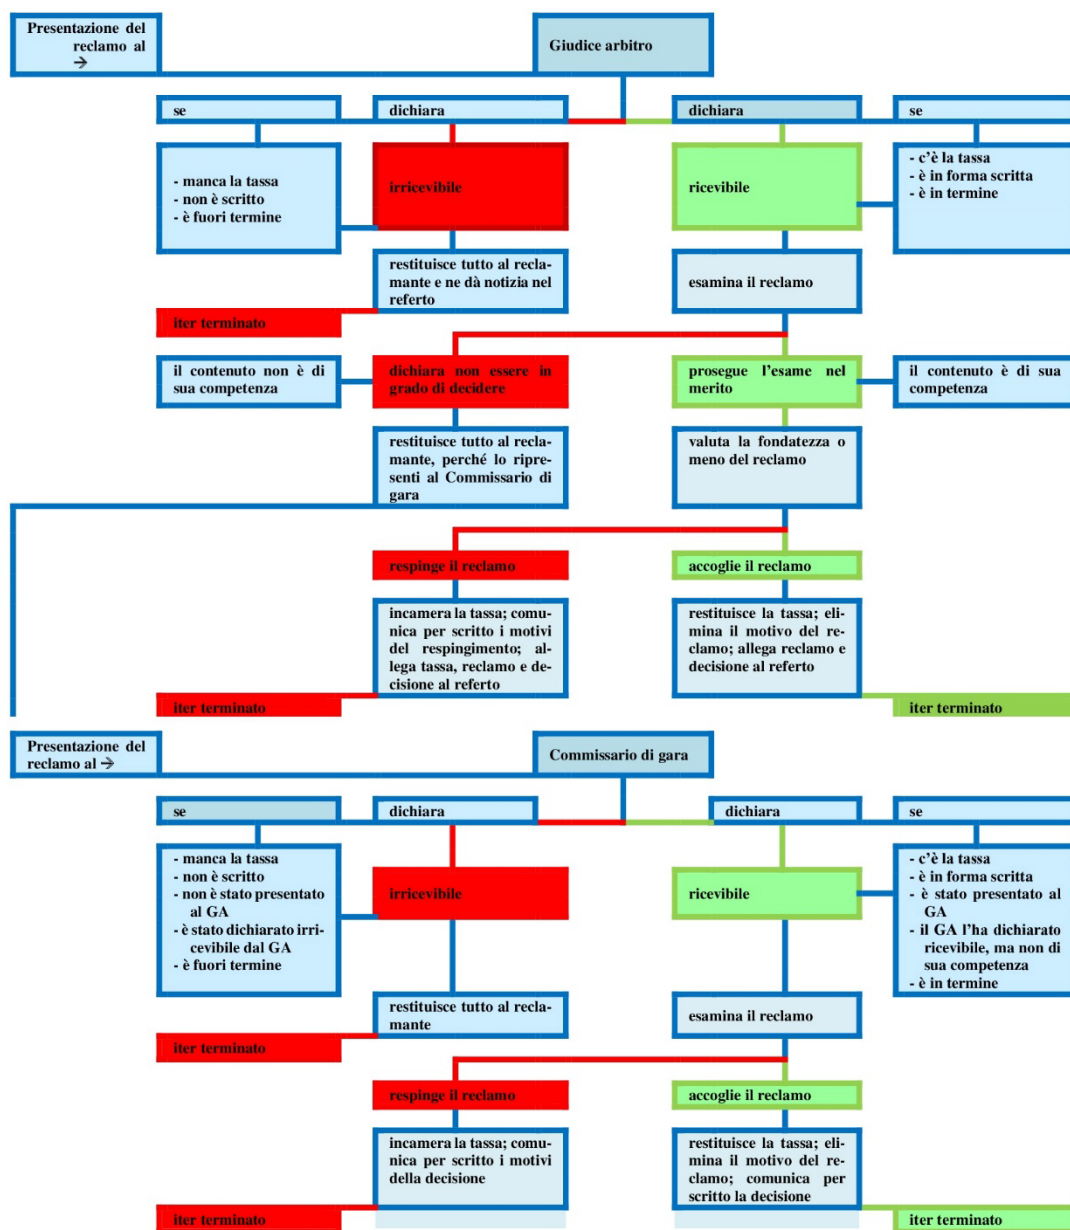 Presentazione del
reclamo al
→
Giudice arbitro
se
dichiara
dichiara
se
- manca la tassa
- non è scritto
- è fuori termine
irricevibile
ricevibile
- c'è la tassa
- è in forma scritta
- è in termine
restituisce tutto al recla-
mante e ne dà notizia nel
referto
esamina il reclamo
iter terminato
il contenuto non è di
sua competenza
dichiara non essere in
grado di decidere
prosegue l'esame nel
merito
il contenuto è di sua
competenza
restituisce tutto al recla-
mante, perché lo ripre-
senti al Commissario di
gara
valuta la fondatezza o
meno del reclamo
respinge il reclamo
accoglie il reclamo
incamera la tassa; comu-
nica per scritto i motivi
del respingimento; al-
lega tassa, reclamo e de-
cisione al referto
restituisce la tassa; eli-
mina il motivo del re-
clamo; allega reclamo e
decisione al referto
iter terminato
iter terminato
Presentazione del
reclamo al →
Commissario di gara
se
dichiara
dichiara
se
- manca la tassa
- non è scritto
- non è stato presentato
al GA
- è stato dichiarato irri-
cevibile dal GA
- è fuori termine
irricevibile
ricevibile
- c'è la tassa
- è in forma scritta
- è stato presentato al
GA
- il GA l'ha dichiarato
ricevibile, ma non di
sua competenza
- è in termine
restituisce tutto al recla-
mante
esamina il reclamo
iter terminato
respinge il reclamo
accoglie il reclamo
incamera la tassa; comu-
nica per scritto i motivi
della decisione
restituisce la tassa; eli-
mina il motivo del re-
clamo; comunica per
scritto la decisione
iter terminato
iter terminato